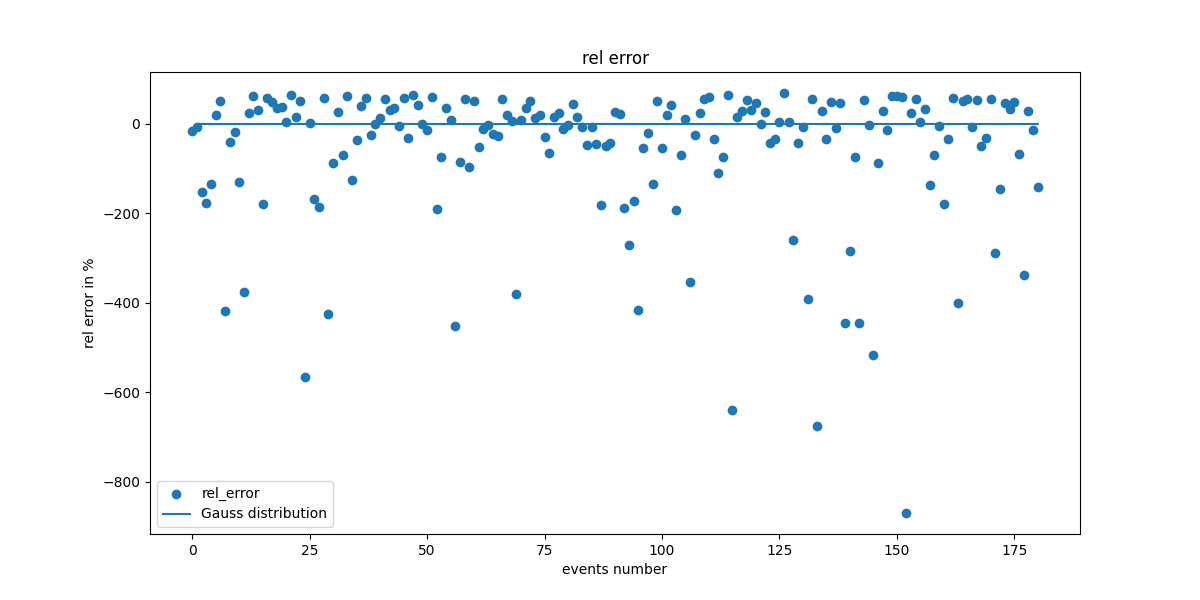 rel error
rel error in %
0
−200
−400
−600
−800
rel_error
Gauss distribution
0 25 50 75 100 125 150 175
events number